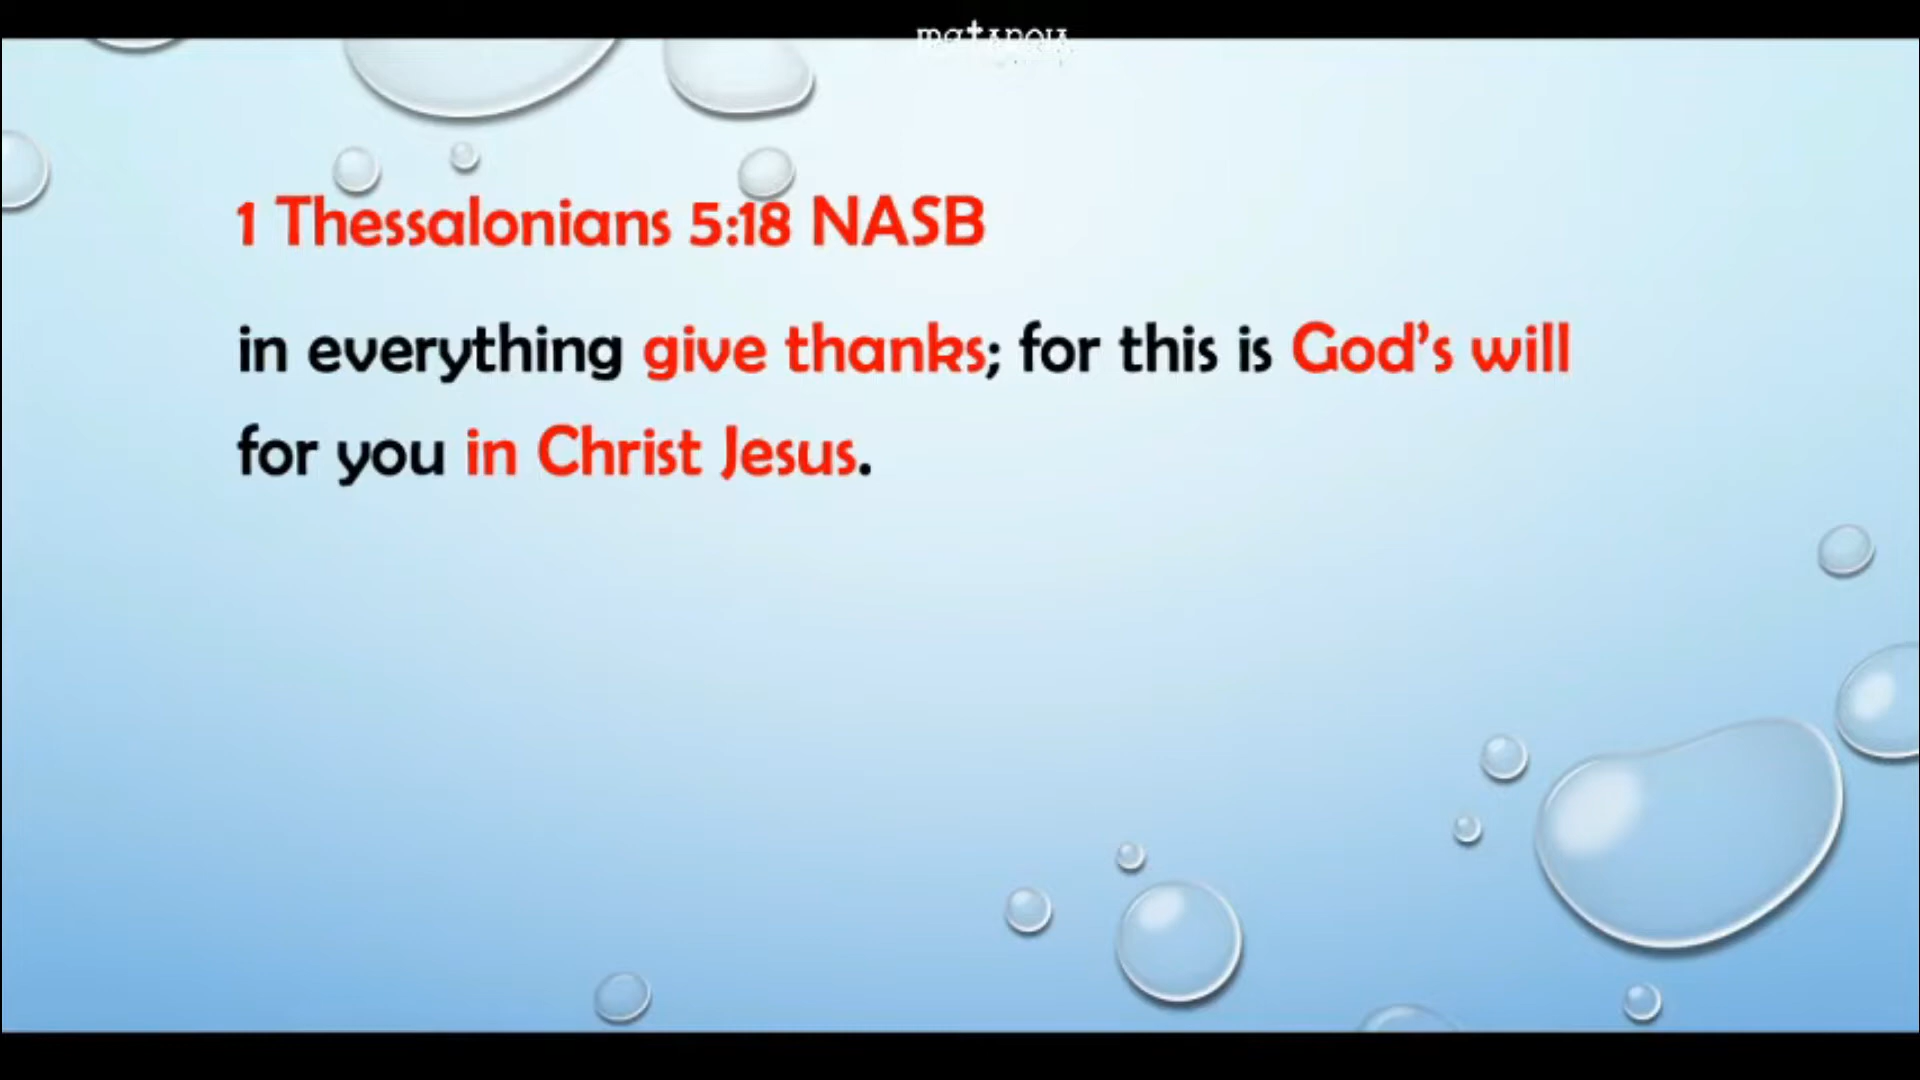 matanoia
1 Thessalonians 5:18 NASB
in everything give thanks; for this is God’s will
for you in Christ Jesus.